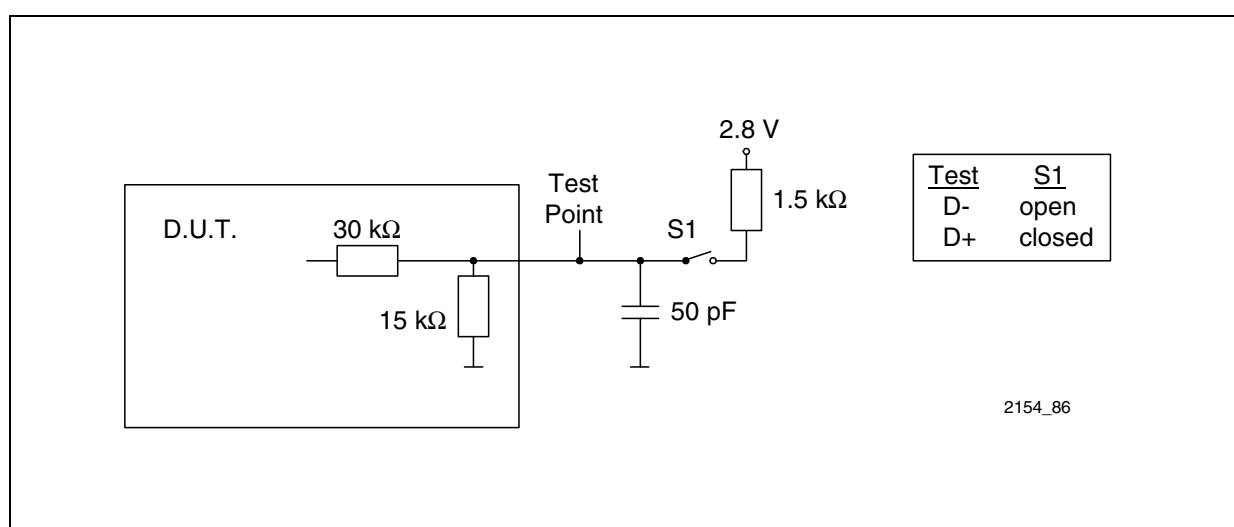 2.8 V
Test Point
1.5 kΩ
D.U.T.
30 kΩ
S1
15 kΩ
50 pF
Test S1
D- open
D+ closed
2154_86